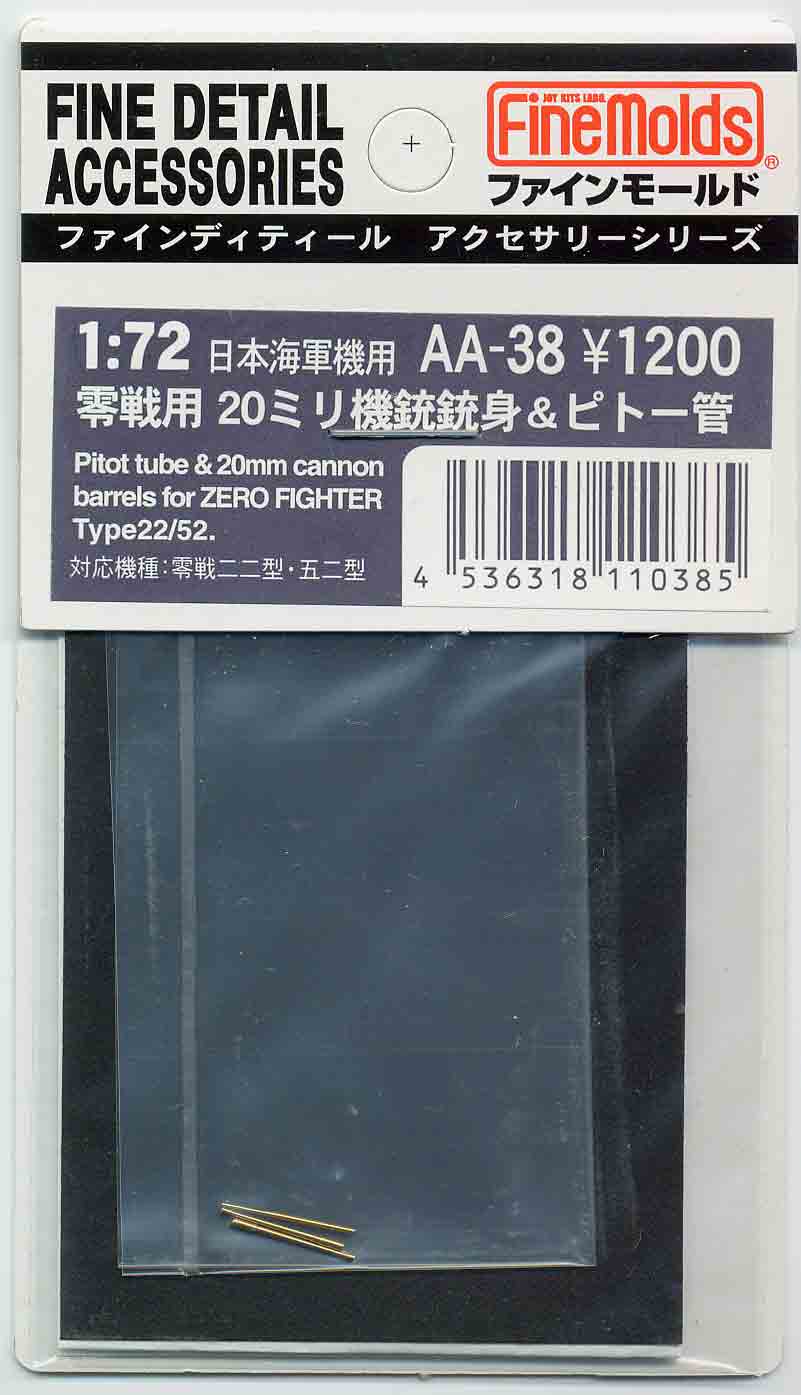 FINE DETAIL
ACCESSORIES
JOY KITS LAND.
FineMolds®
ファインモールド
ファインディティール アクセサリーシリーズ
1:72 日本海軍機用 AA-38 ¥1200
零戦用 20ミリ機銃銃身&ピトー管
Pitot tube & 20mm cannon
barrels for ZERO FIGHTER
Type22/52.
対応機種:零戦二二型・五二型
4 536318 110385